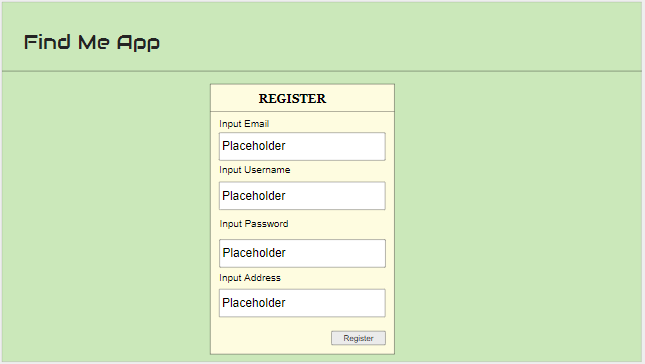 Find Me App
REGISTER
Input Email
Placeholder
Input Username
Placeholder
Input Password
Placeholder
Input Address
Placeholder
Register